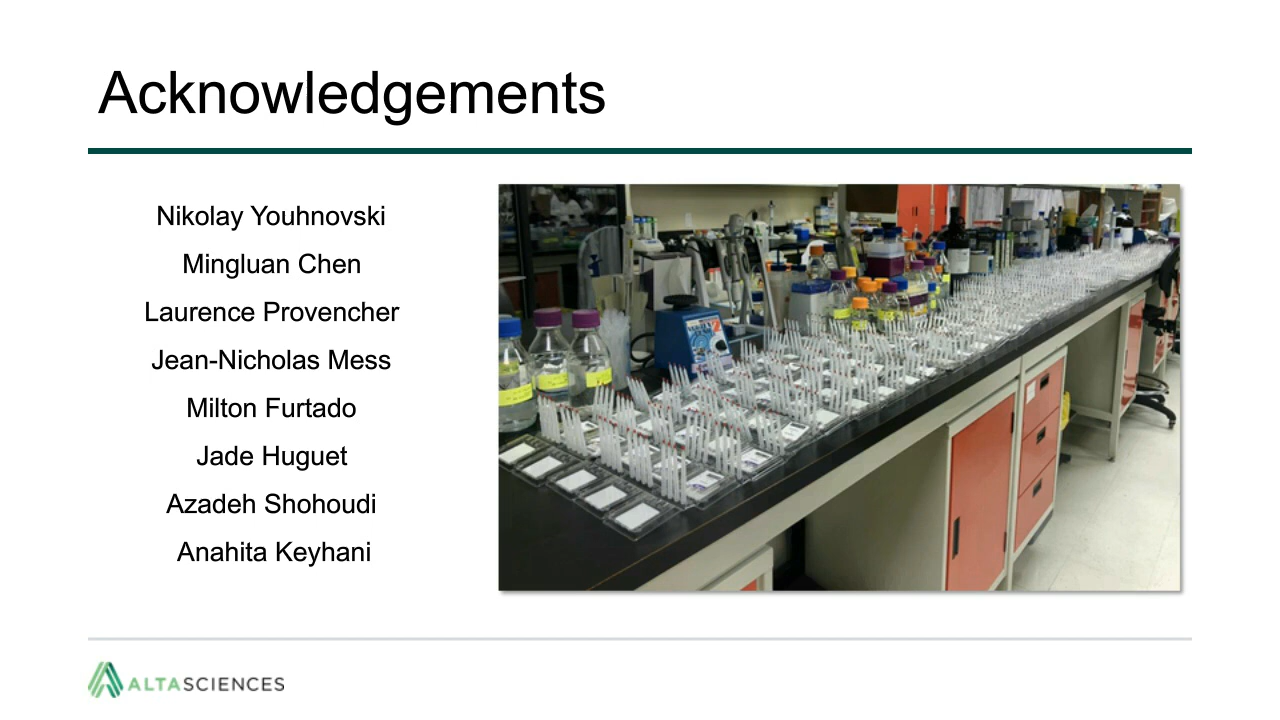 Acknowledgements
Nikolay Youhnovski
Mingluan Chen
Laurence Provencher
Jean-Nicholas Mess
Milton Furtado
Jade Huguet
Azadeh Shohoudi
Anahita Keyhani
ALTASCIENCES